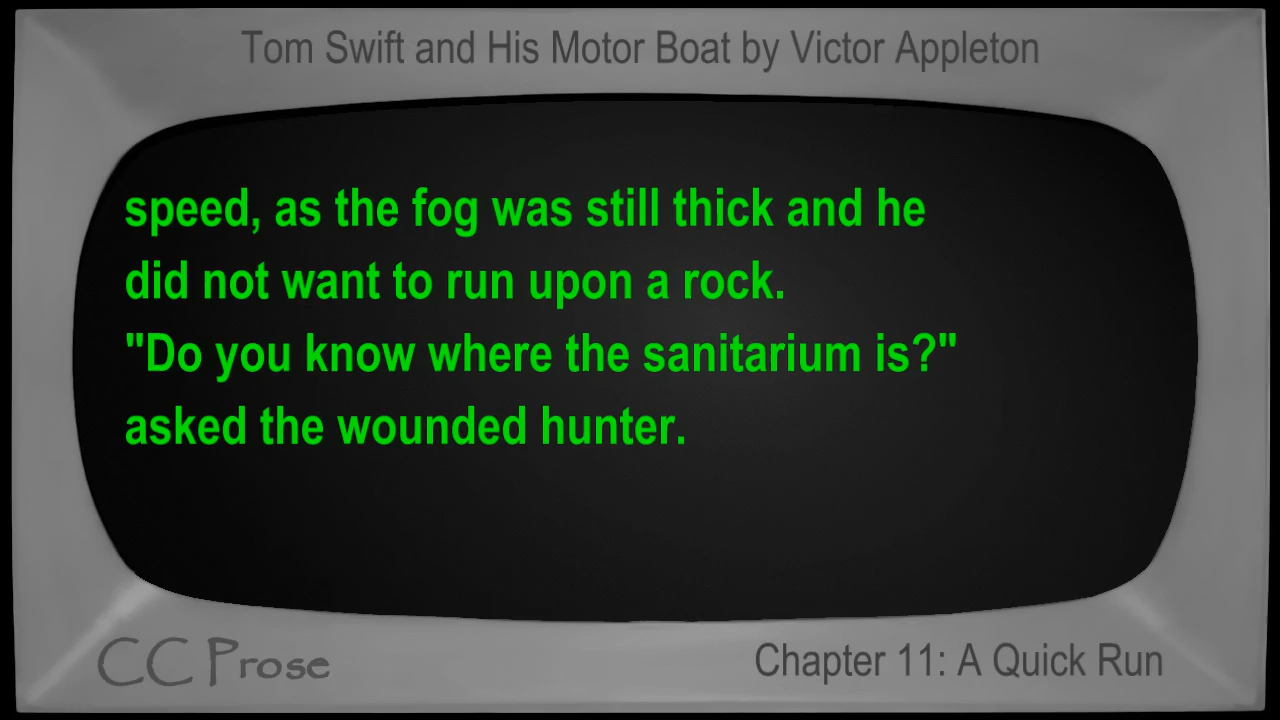 Tom Swift and His Motor Boat by Victor Appleton
speed, as the fog was still thick and he
did not want to run upon a rock.
"Do you know where the sanitarium is?"
asked the wounded hunter.
CC Prose
Chapter 11: A Quick Run